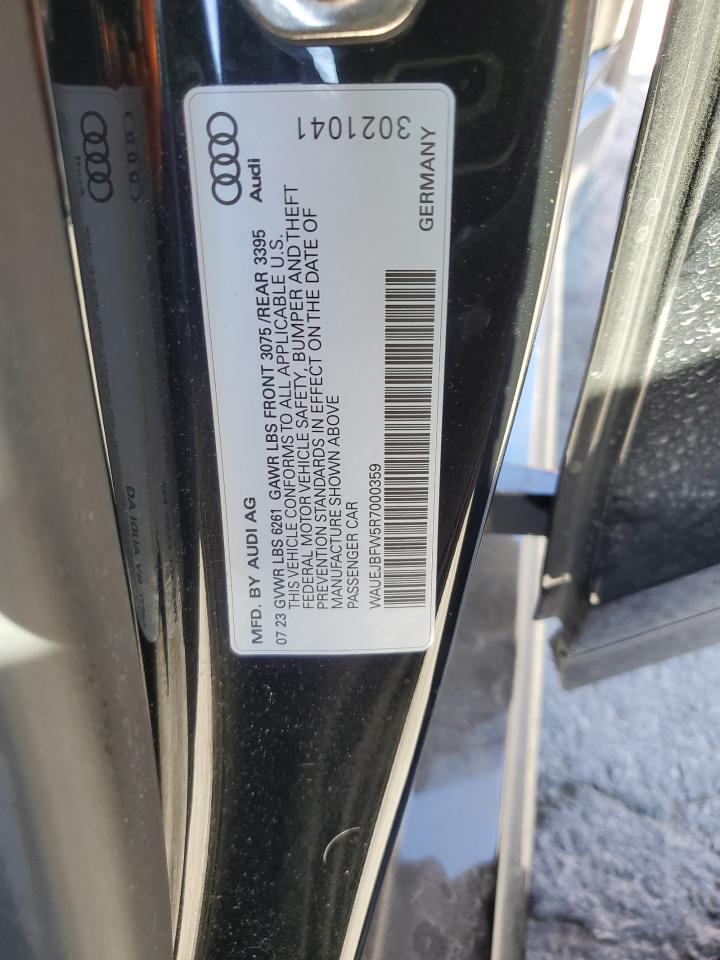 MFD. BY AUDI AG
07 23 GVWR LBS 6261 GAWR LBS FRONT 3075 /REAR 3395
THIS VEHICLE CONFORMS TO ALL APPLICABLE U.S.
FEDERAL MOTOR VEHICLE SAFETY, BUMPER AND THEFT
PREVENTION STANDARDS IN EFFECT ON THE DATE OF
MANUFACTURE SHOWN ABOVE
PASSENGER CAR
WAUEJBFW5R7000359
Audi
GERMANY
3021041